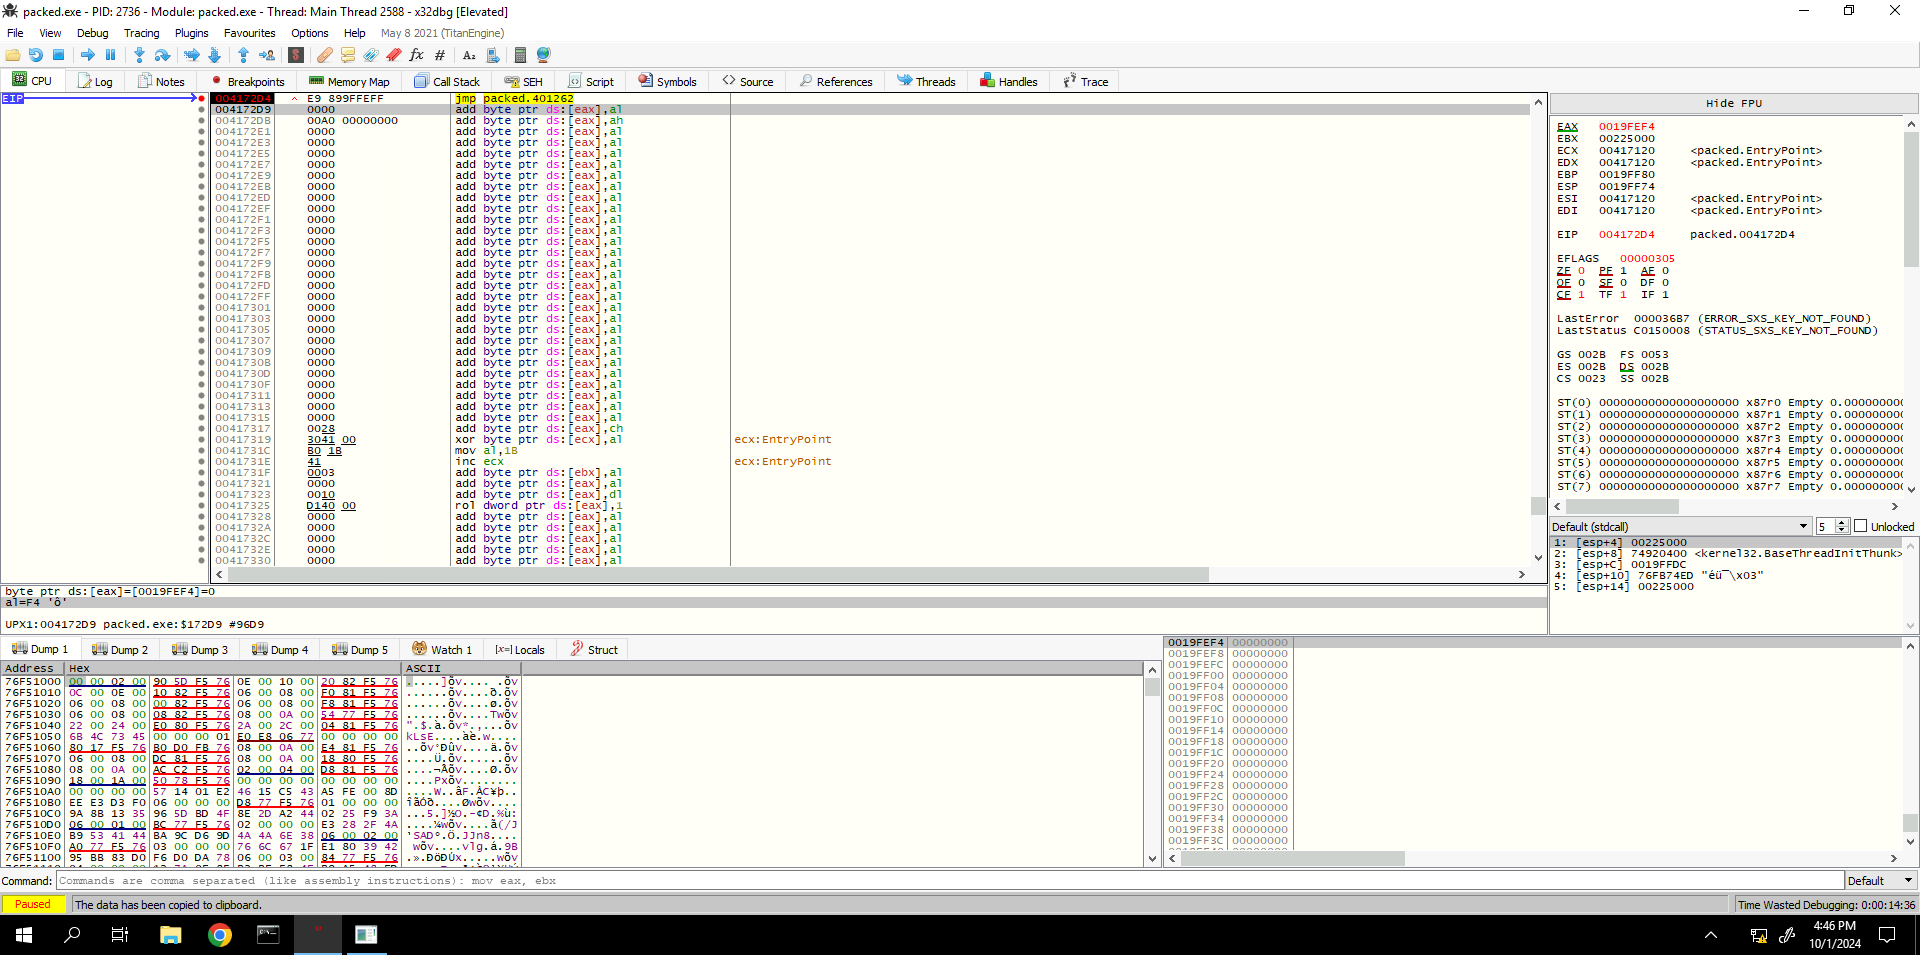 packed.exe - PID: 2736 - Module: packed.exe - Thread: Main Thread 2588 - x32dbg [Elevated]
File View Debug Tracing Plugins Favourites Options Help May 8 2021 (TitanEngine)
CPU Log Notes Breakpoints Memory Map Call Stack SEH Script Symbols Source References Threads Handles Trace
EIP
004172D4 E9 899FFEFF jmp packed.401262
004172D9 0000 add byte ptr ds:[eax],al
004172DB 00A0 00000000 add byte ptr ds:[eax],ah
004172E1 0000 add byte ptr ds:[eax],al
004172E3 0000 add byte ptr ds:[eax],al
004172E5 0000 add byte ptr ds:[eax],al
004172E7 0000 add byte ptr ds:[eax],al
004172E9 0000 add byte ptr ds:[eax],al
004172EB 0000 add byte ptr ds:[eax],al
004172ED 0000 add byte ptr ds:[eax],al
004172EF 0000 add byte ptr ds:[eax],al
004172F1 0000 add byte ptr ds:[eax],al
004172F3 0000 add byte ptr ds:[eax],al
004172F5 0000 add byte ptr ds:[eax],al
004172F7 0000 add byte ptr ds:[eax],al
004172F9 0000 add byte ptr ds:[eax],al
004172FB 0000 add byte ptr ds:[eax],al
004172FD 0000 add byte ptr ds:[eax],al
004172FF 0000 add byte ptr ds:[eax],al
00417301 0000 add byte ptr ds:[eax],al
00417303 0000 add byte ptr ds:[eax],al
00417305 0000 add byte ptr ds:[eax],al
00417307 0000 add byte ptr ds:[eax],al
00417309 0000 add byte ptr ds:[eax],al
0041730B 0000 add byte ptr ds:[eax],al
0041730D 0000 add byte ptr ds:[eax],al
0041730F 0000 add byte ptr ds:[eax],al
00417311 0000 add byte ptr ds:[eax],al
00417313 0000 add byte ptr ds:[eax],al
00417315 0000 add byte ptr ds:[eax],al
00417317 0028 add byte ptr ds:[eax],ch
00417319 3041 00 xor byte ptr ds:[ecx],al ecx:EntryPoint
0041731C B0 1B mov al,1B
0041731E 41 inc ecx ecx:EntryPoint
0041731F 0003 add byte ptr ds:[ebx],al
00417321 0000 add byte ptr ds:[eax],al
00417323 0010 add byte ptr ds:[eax],dl
00417325 D140 00 rol dword ptr ds:[eax],1
00417328 0000 add byte ptr ds:[eax],al
0041732A 0000 add byte ptr ds:[eax],al
0041732C 0000 add byte ptr ds:[eax],al
0041732E 0000 add byte ptr ds:[eax],al
00417330 0000 add byte ptr ds:[eax],al
Hide FPU
EAX 0019FEF4
EBX 00225000
ECX 00417120 <packed.EntryPoint>
EDX 00417120 <packed.EntryPoint>
EBP 0019FF80
ESP 0019FF74
ESI 00417120 <packed.EntryPoint>
EDI 00417120 <packed.EntryPoint>
EIP 004172D4 packed.004172D4
EFLAGS 00000305
ZF 0 PF 1 AF 0
OF 0 SF 0 DF 0
CF 1 TF 1 IF 1
LastError 000036B7 (ERROR_SXS_KEY_NOT_FOUND)
LastStatus C0150008 (STATUS_SXS_KEY_NOT_FOUND)
GS 002B FS 0053
ES 002B DS 002B
CS 0023 SS 002B
ST(0) 00000000000000000000 x87r0 Empty 0.000000000
ST(1) 00000000000000000000 x87r1 Empty 0.000000000
ST(2) 00000000000000000000 x87r2 Empty 0.000000000
ST(3) 00000000000000000000 x87r3 Empty 0.000000000
ST(4) 00000000000000000000 x87r4 Empty 0.000000000
ST(5) 00000000000000000000 x87r5 Empty 0.000000000
ST(6) 00000000000000000000 x87r6 Empty 0.000000000
ST(7) 00000000000000000000 x87r7 Empty 0.000000000
Default (stdcall) 5 Unlocked
1: [esp+4] 00225000
2: [esp+8] 74920400 <kernel32.BaseThreadInitThunk>
3: [esp+C] 0019FFDC
4: [esp+10] 76FB74ED "éü¯\x03"
5: [esp+14] 00225000
byte ptr ds:[eax]=[0019FEF4]=0
al=F4 'ô'
UPX1:004172D9 packed.exe:$172D9 #96D9
Dump 1 Dump 2 Dump 3 Dump 4 Dump 5 Watch 1 Locals Struct
Address Hex ASCII
76F51000 00 00 02 00 90 5D F5 76 0E 00 10 00 20 82 F5 76 .....]õv.... .õv
76F51010 0C 00 0E 00 10 82 F5 76 06 00 08 00 F0 81 F5 76 ......õv....ð.õv
76F51020 06 00 08 00 00 82 F5 76 06 00 08 00 F8 81 F5 76 ......õv....ø.õv
76F51030 06 00 08 00 08 82 F5 76 08 00 0A 00 54 77 F5 76 ......õv....Twõv
76F51040 22 00 24 00 E0 80 F5 76 2A 00 2C 00 04 81 F5 76 ".$.à.õv*.,...õv
76F51050 6B 4C 73 45 00 00 00 01 E0 E8 06 77 00 00 00 00 kLsE....àè.w....
76F51060 80 17 F5 76 B0 D0 FB 76 08 00 0A 00 E4 81 F5 76 ..õv°Ðûv....ä.õv
76F51070 06 00 08 00 DC 81 F5 76 08 00 0A 00 18 80 F5 76 ....Ü.õv......õv
76F51080 08 00 0A 00 AC C2 F5 76 02 00 04 00 D8 81 F5 76 ....¬Âõv....Ø.õv
76F51090 18 00 1A 00 50 78 F5 76 00 00 00 00 00 00 00 00 ....Pxõv........
76F510A0 00 00 00 00 57 14 01 E2 46 15 C5 43 A5 FE 00 8D ....W..âF.ÅC¥þ..
76F510B0 EE E3 D3 F0 06 00 00 00 D8 77 F5 76 01 00 00 00 îãÓð....Øwõv....
76F510C0 9A 8B 13 35 96 5D BD 4F 8E 2D A2 44 02 25 F9 3A ...5.]½O.-¢D.%ù:
76F510D0 06 00 01 00 BC 77 F5 76 02 00 00 00 E3 28 2F 4A ....¼wõv....ã(/J
76F510E0 B9 53 41 44 BA 9C D6 9D 4A 4A 6E 38 06 00 02 00 ¹SADº.Ö.JJn8....
76F510F0 A0 77 F5 76 03 00 00 00 76 6C 67 1F E1 80 39 42 wõv....vlg.á.9B
76F51100 95 BB 83 D0 F6 D0 DA 78 06 00 03 00 84 77 F5 76 .».ÐöÐÚx.....wõv
0019FEF4 00000000
0019FEF8 00000000
0019FEFC 00000000
0019FF00 00000000
0019FF04 00000000
0019FF08 00000000
0019FF0C 00000000
0019FF10 00000000
0019FF14 00000000
0019FF18 00000000
0019FF1C 00000000
0019FF20 00000000
0019FF24 00000000
0019FF28 00000000
0019FF2C 00000000
0019FF30 00000000
0019FF34 00000000
0019FF38 00000000
0019FF3C 00000000
Command: Commands are comma separated (like assembly instructions): mov eax, ebx Default
Paused The data has been copied to clipboard. Time Wasted Debugging: 0:00:14:36
4:46 PM
10/1/2024